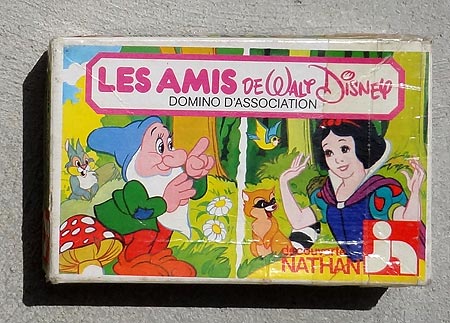 LES AMIS DE WALT DISNEY
DOMINO D'ASSOCIATION
NATHAN